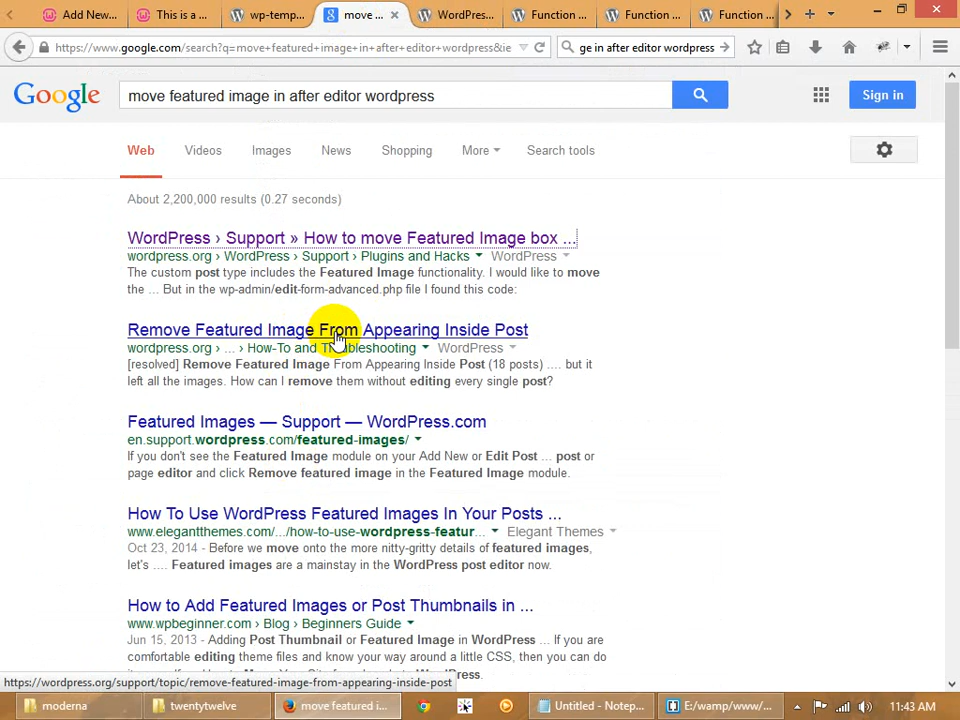 Add New...
This is a ...
wp-temp...
move ...
WordPress...
Function ...
Function ...
Function ...
https://www.google.com/search?q=move+featured+image+in+after+editor+wordpress&ie
ge in after editor wordpress
Google
move featured image in after editor wordpress
Sign in
Web
Videos
Images
News
Shopping
More
Search tools
About 2,200,000 results (0.27 seconds)
WordPress › Support » How to move Featured Image box ...
wordpress.org › WordPress › Support › Plugins and Hacks WordPress
The custom post type includes the Featured Image functionality. I would like to move
the ... But in the wp-admin/edit-form-advanced.php file I found this code:
Remove Featured Image From Appearing Inside Post
wordpress.org › ... › How-To and Troubleshooting WordPress
[resolved] Remove Featured Image From Appearing Inside Post (18 posts) .... but it
left all the images. How can I remove them without editing every single post?
Featured Images — Support — WordPress.com
en.support.wordpress.com/featured-images/
If you don't see the Featured Image module on your Add New or Edit Post ... post or
page editor and click Remove featured image in the Featured Image module.
How To Use WordPress Featured Images In Your Posts ...
www.elegantthemes.com/.../how-to-use-wordpress-featur... Elegant Themes
Oct 23, 2014 - Before we move onto the more nitty-gritty details of featured images,
let's .... Featured images are a mainstay in the WordPress post editor now.
How to Add Featured Images or Post Thumbnails in ...
www.wpbeginner.com › Blog › Beginners Guide
Jun 15, 2013 - Adding Post Thumbnail or Featured Image in WordPress ... If you are
comfortable editing theme files and know your way around a little CSS, then you can do
https://wordpress.org/support/topic/remove-featured-image-from-appearing-inside-post
moderna
twentytwelve
move featured i...
Untitled - Notep...
E:/wamp/www/...
11:43 AM